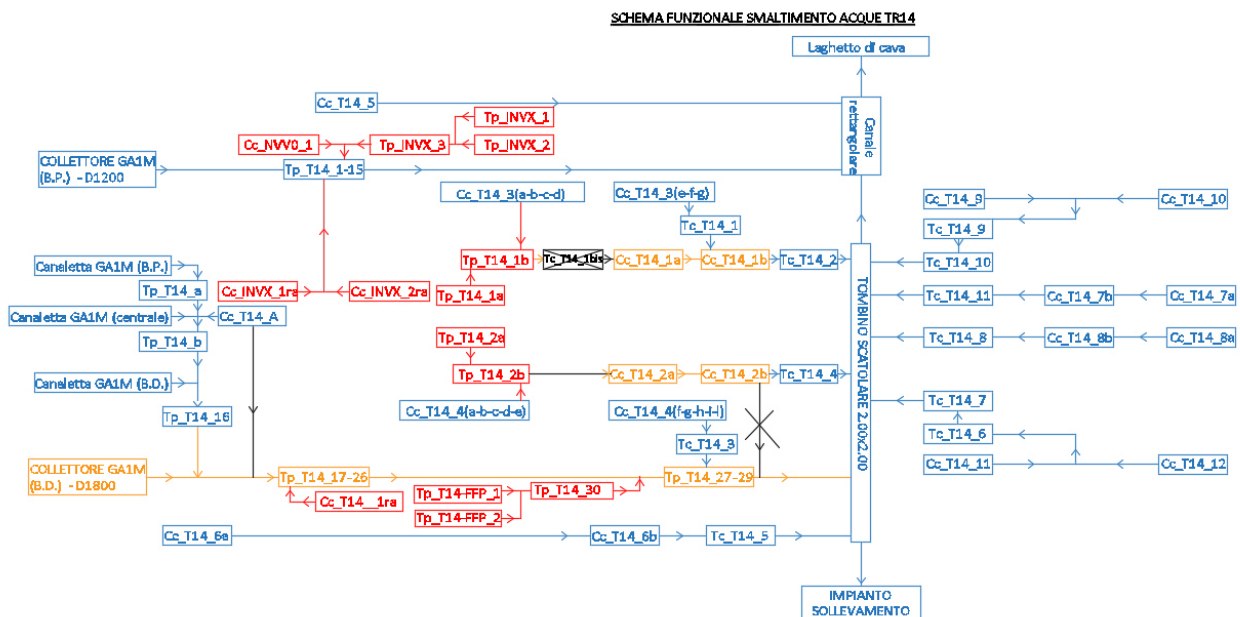 SCHEMA FUNZIONALE SMALTIMENTO ACQUE TR14
Laghetto di cava
Cc_T14_5
Canale
rettangolare
Tp_INVX_1
Cc_NVV0_1
Tp_INVX_3
Tp_INVX_2
COLLETTORE GA1M
(B.P.) - D1200
Tp_T14_1-15
Cc_T14_3(a-b-c-d)
Cc_T14_3(e-f-g)
Cc_T14_9
Cc_T14_10
Tc_T14_1
Tc_T14_9
Canaletta GA1M (B.P.)
Tp_T14_1b
Tc_T14_1bis
Cc_T14_1a
Cc_T14_1b
Tc_T14_2
Tc_T14_10
Tp_T14_a
Cc_INVX_1ra
Cc_INVX_2ra
Tp_T14_1a
Tc_T14_11
Cc_T14_7b
Cc_T14_7a
Canaletta GA1M (centrale)
Cc_T14_A
TOMBINO SCATOLARE 2.00x2.00
Tp_T14_b
Tp_T14_2a
Tc_T14_8
Cc_T14_8b
Cc_T14_8a
Canaletta GA1M (B.D.)
Tp_T14_2b
Cc_T14_2a
Cc_T14_2b
Tc_T14_4
Tp_T14_16
Cc_T14_4(a-b-c-d-e)
Cc_T14_4(f-g-h-i-l)
Tc_T14_7
Tc_T14_3
Tc_T14_6
COLLETTORE GA1M
(B.D.) - D1800
Tp_T14_17-26
Tp_T14_27-29
Cc_T14_11
Cc_T14_12
Cc_T14__1ra
Tp_T14-FFP_1
Tp_T14_30
Tp_T14-FFP_2
Cc_T14_6e
Cc_T14_6b
Tc_T14_5
IMPIANTO
SOLLEVAMENTO